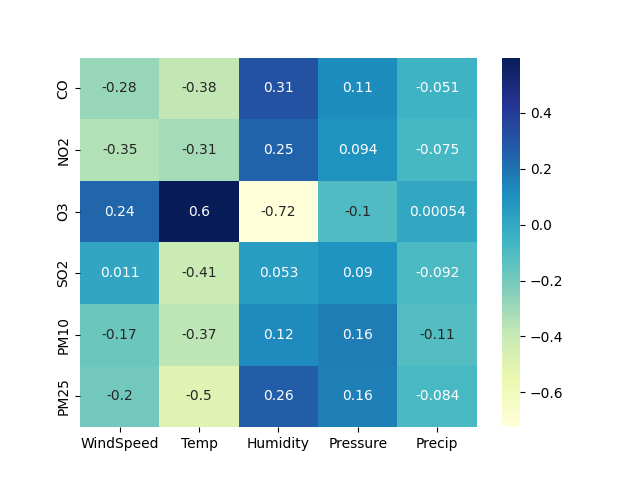 CO -0.28 -0.38 0.31 0.11 -0.051
NO2 -0.35 -0.31 0.25 0.094 -0.075
O3 0.24 0.6 -0.72 -0.1 0.00054
SO2 0.011 -0.41 0.053 0.09 -0.092
PM10 -0.17 -0.37 0.12 0.16 -0.11
PM25 -0.2 -0.5 0.26 0.16 -0.084
WindSpeed Temp Humidity Pressure Precip
0.4
0.2
0.0
−0.2
−0.4
−0.6